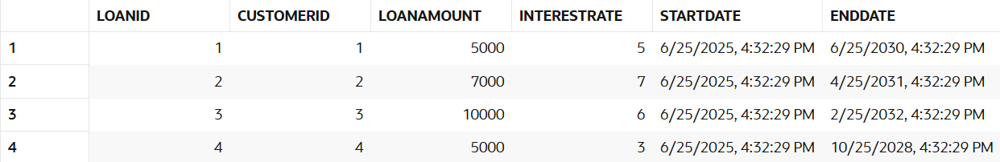 LOANID CUSTOMERID LOANAMOUNT INTERESTRATE STARTDATE ENDDATE
1 1 1 5000 5 6/25/2025, 4:32:29 PM 6/25/2030, 4:32:29 PM
2 2 2 7000 7 6/25/2025, 4:32:29 PM 4/25/2031, 4:32:29 PM
3 3 3 10000 6 6/25/2025, 4:32:29 PM 2/25/2032, 4:32:29 PM
4 4 4 5000 3 6/25/2025, 4:32:29 PM 10/25/2028, 4:32:29 PM